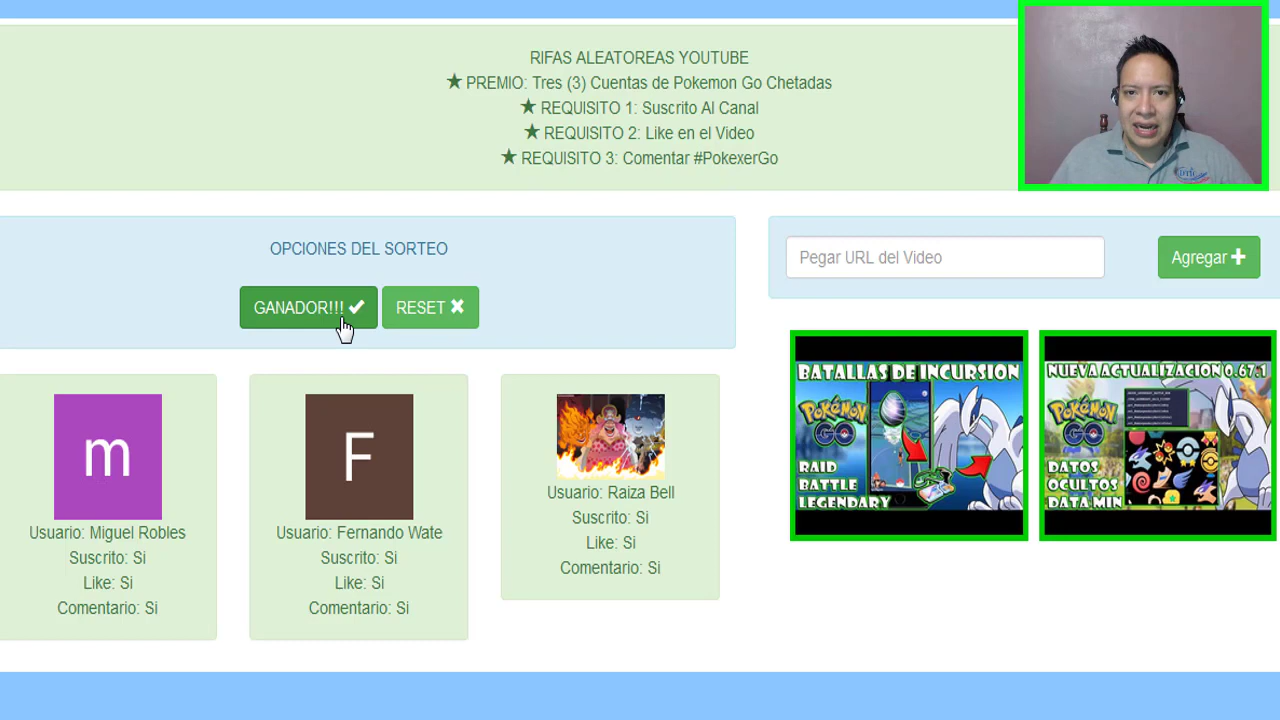 RIFAS ALEATOREAS YOUTUBE
★ PREMIO: Tres (3) Cuentas de Pokemon Go Chetadas
★ REQUISITO 1: Suscrito Al Canal
★ REQUISITO 2: Like en el Video
★ REQUISITO 3: Comentar #PokexerGo
OPCIONES DEL SORTEO
GANADOR!!! ✔
RESET ✖
Pegar URL del Video
Agregar ✚
m
Usuario: Miguel Robles
Suscrito: Si
Like: Si
Comentario: Si
F
Usuario: Fernando Wate
Suscrito: Si
Like: Si
Comentario: Si
Usuario: Raiza Bell
Suscrito: Si
Like: Si
Comentario: Si
BATALLAS DE INCURSION
POKÉMON
GO
RAID
BATTLE
LEGENDARY
NUEVA ACTUALIZACION 0.67.1
POKÉMON
GO
DATOS
OCULTOS
DATA MIN